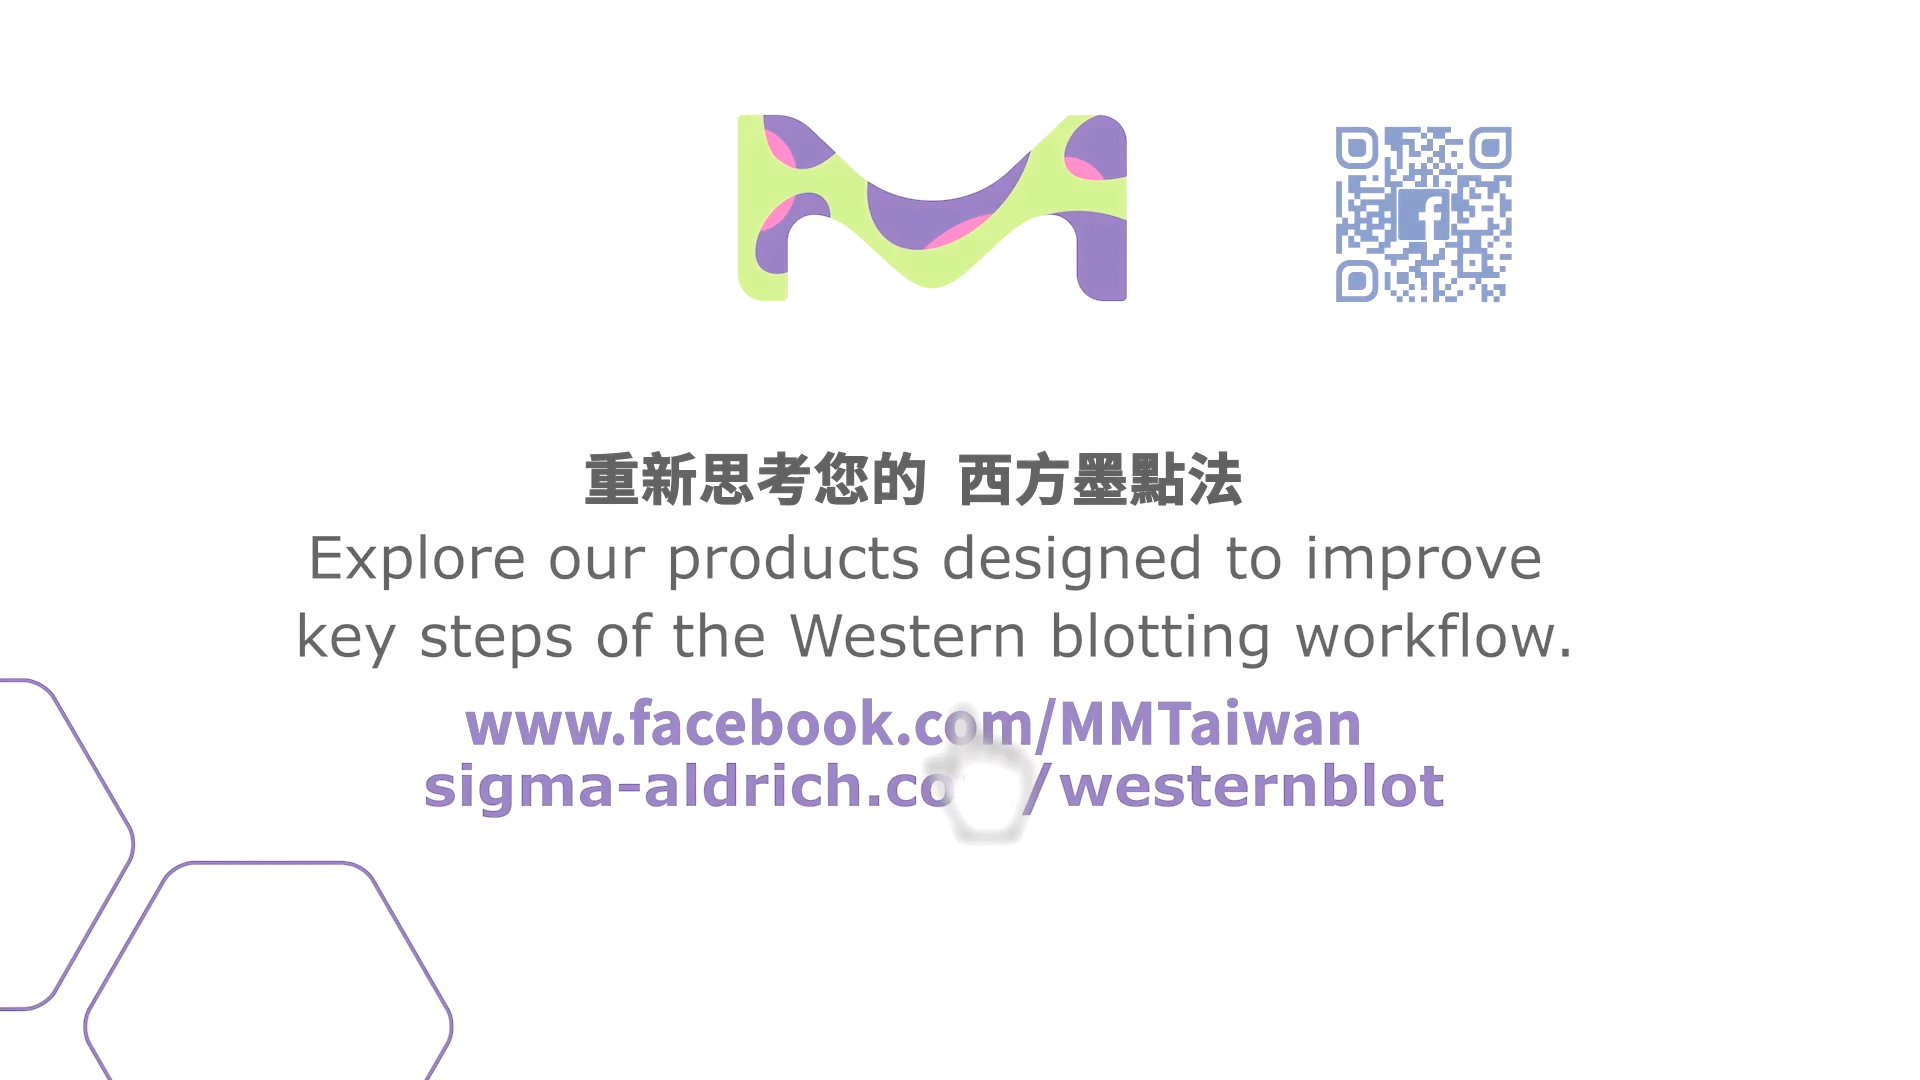 重新思考您的 西方墨點法
Explore our products designed to improve
key steps of the Western blotting workflow.
www.facebook.com/MMTaiwan
sigma-aldrich.co /westernblot